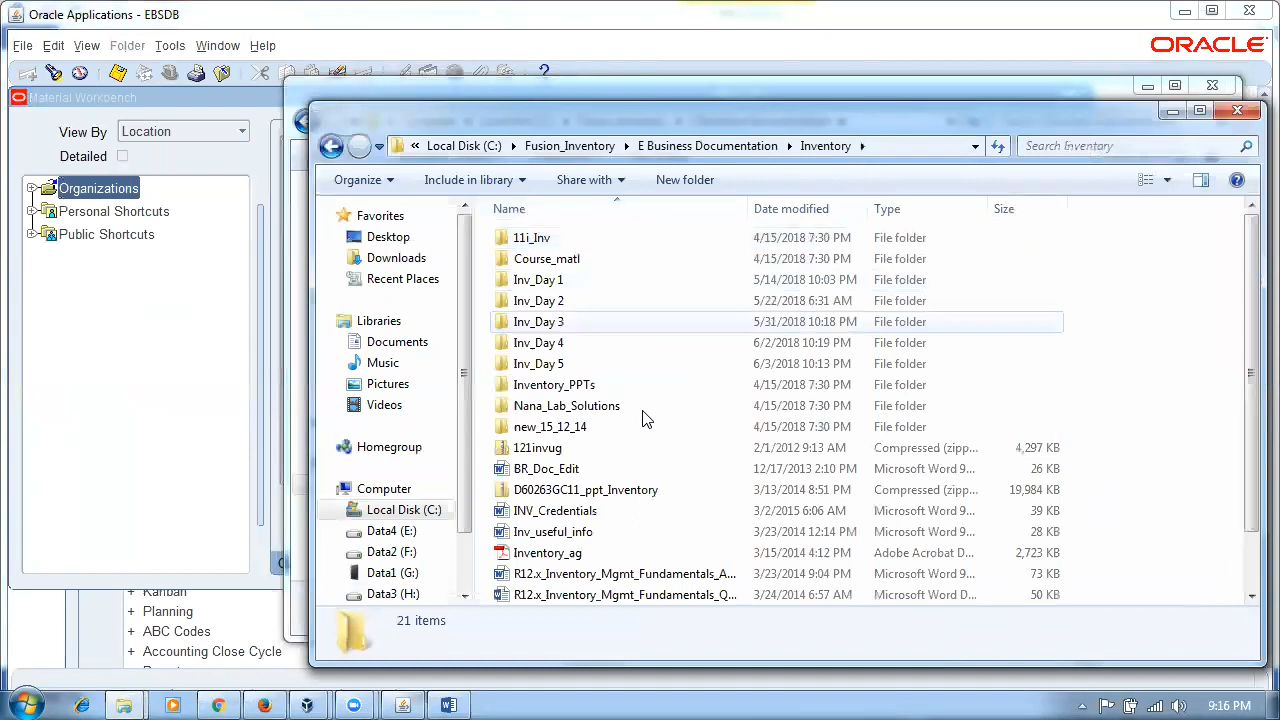 Oracle Applications - EBSDB
File Edit View Folder Tools Window Help
ORACLE
Material Workbench
View By Location
Detailed
Organizations
Personal Shortcuts
Public Shortcuts
Planning
ABC Codes
Accounting Close Cycle
Local Disk (C:) Fusion_Inventory E Business Documentation Inventory
Search Inventory
Organize Include in library Share with New folder
Name Date modified Type Size
Favorites
Desktop
Downloads
Recent Places
Libraries
Documents
Music
Pictures
Videos
Homegroup
Computer
Local Disk (C:)
Data4 (E:)
Data2 (F:)
Data1 (G:)
Data3 (H:)
11i_Inv 4/15/2018 7:30 PM File folder
Course_matl 4/15/2018 7:30 PM File folder
Inv_Day 1 5/14/2018 10:03 PM File folder
Inv_Day 2 5/22/2018 6:31 AM File folder
Inv_Day 3 5/31/2018 10:18 PM File folder
Inv_Day 4 6/2/2018 10:19 PM File folder
Inv_Day 5 6/3/2018 10:13 PM File folder
Inventory_PPTs 4/15/2018 7:30 PM File folder
Nana_Lab_Solutions 4/15/2018 7:30 PM File folder
new_15_12_14 4/15/2018 7:30 PM File folder
121invug 2/1/2012 9:13 AM Compressed (zipp... 4,297 KB
BR_Doc_Edit 12/17/2013 2:10 PM Microsoft Word 9... 26 KB
D60263GC11_ppt_Inventory 3/13/2014 8:51 PM Compressed (zipp... 19,984 KB
INV_Credentials 3/2/2015 6:06 AM Microsoft Word 9... 39 KB
Inv_useful_info 3/23/2014 12:14 PM Microsoft Word 9... 28 KB
Inventory_ag 3/15/2014 4:12 PM Adobe Acrobat D... 2,723 KB
R12.x_Inventory_Mgmt_Fundamentals_A... 3/23/2014 9:04 PM Microsoft Word 9... 73 KB
R12.x_Inventory_Mgmt_Fundamentals_Q... 3/24/2014 6:57 AM Microsoft Word D... 50 KB
21 items
9:16 PM